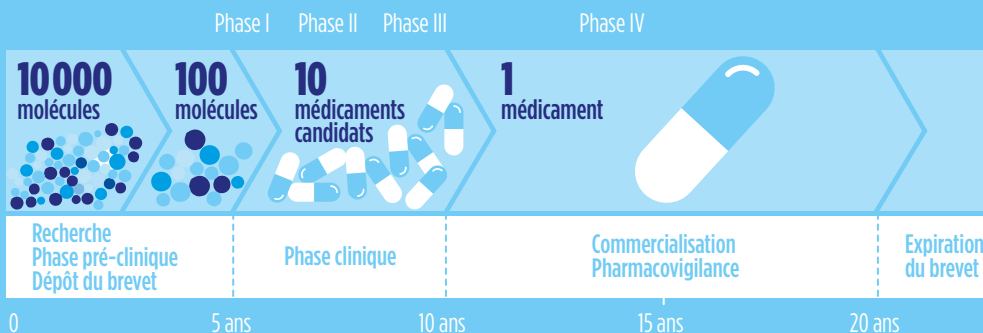 Phase I Phase II Phase III Phase IV
10 000
molécules
100
molécules
10
médicaments
candidats
1
médicament
Recherche
Phase pré-clinique
Dépôt du brevet
Phase clinique
Commercialisation
Pharmacovigilance
Expiration
du brevet
0 5 ans 10 ans 15 ans 20 ans